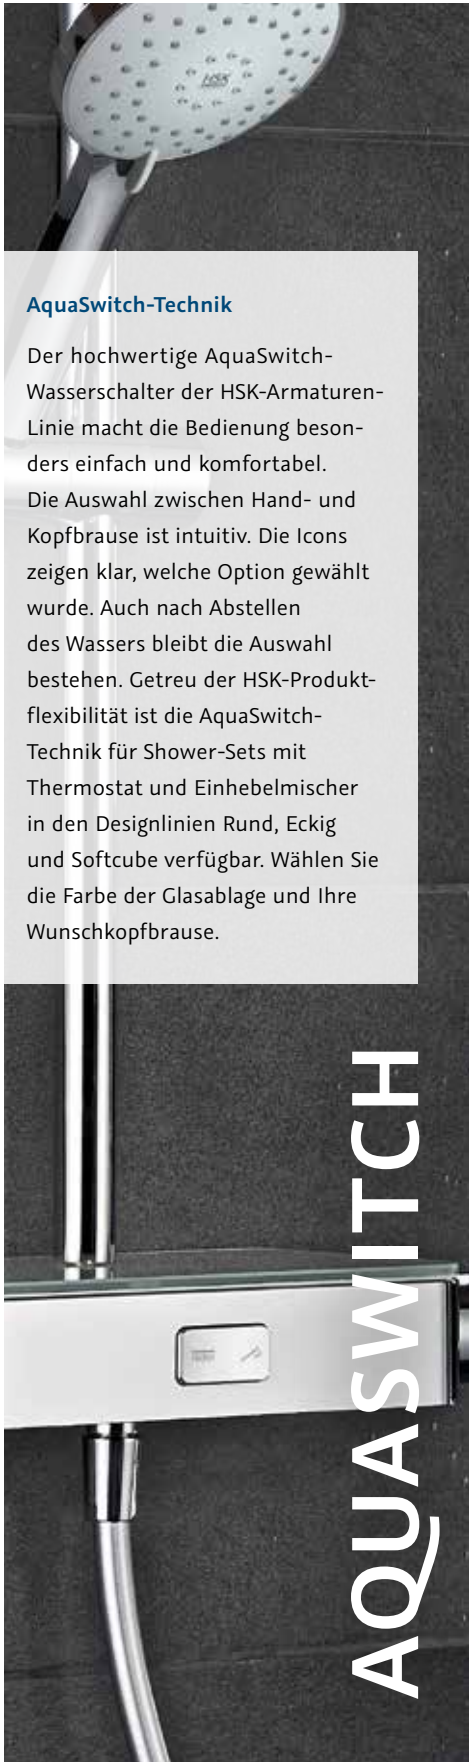 HSK
AquaSwitch-Technik
Der hochwertige AquaSwitch-
Wasserschalter der HSK-Armaturen-
Linie macht die Bedienung beson-
ders einfach und komfortabel.
Die Auswahl zwischen Hand- und
Kopfbrause ist intuitiv. Die Icons
zeigen klar, welche Option gewählt
wurde. Auch nach Abstellen
des Wassers bleibt die Auswahl
bestehen. Getreu der HSK-Produkt-
flexibilität ist die AquaSwitch-
Technik für Shower-Sets mit
Thermostat und Einhebelmischer
in den Designlinien Rund, Eckig
und Softcube verfügbar. Wählen Sie
die Farbe der Glasablage und Ihre
Wunschkopfbrause.
AQUASWITCH